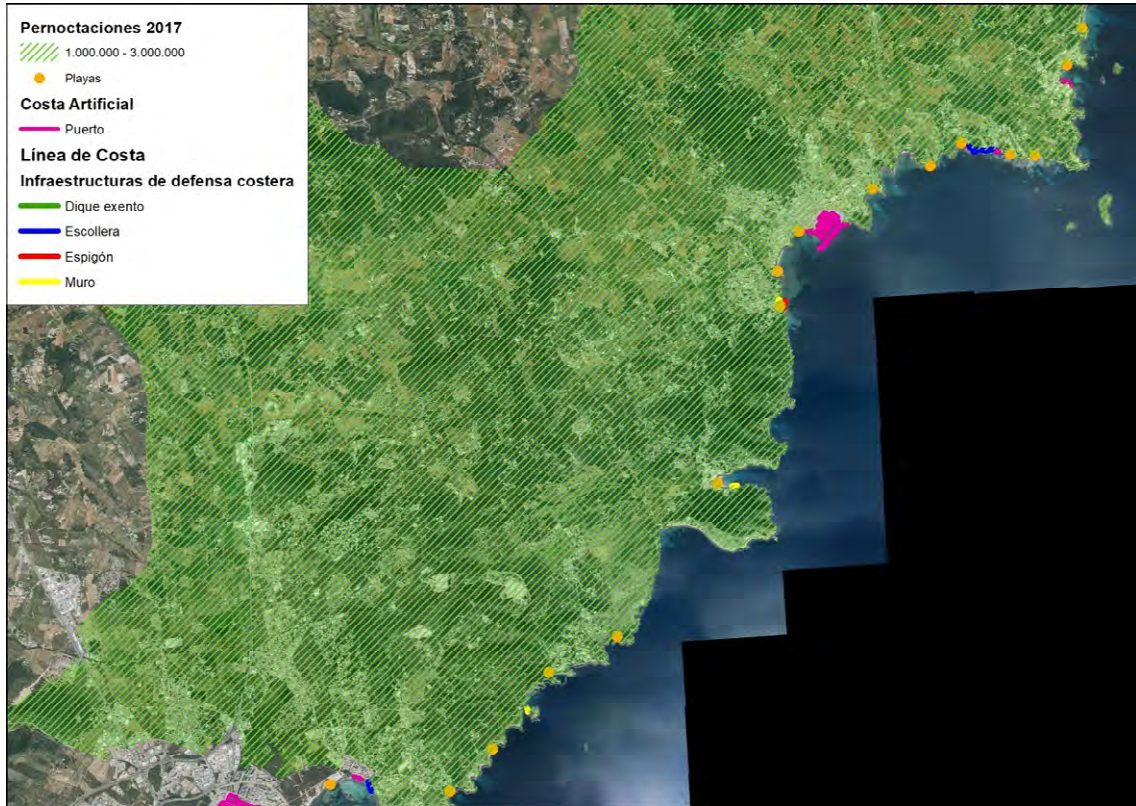 Pernoctaciones 2017
1.000.000 - 3.000.000
Playas
Costa Artificial
Puerto
Línea de Costa
Infraestructuras de defensa costera
Dique exento
Escollera
Espigón
Muro